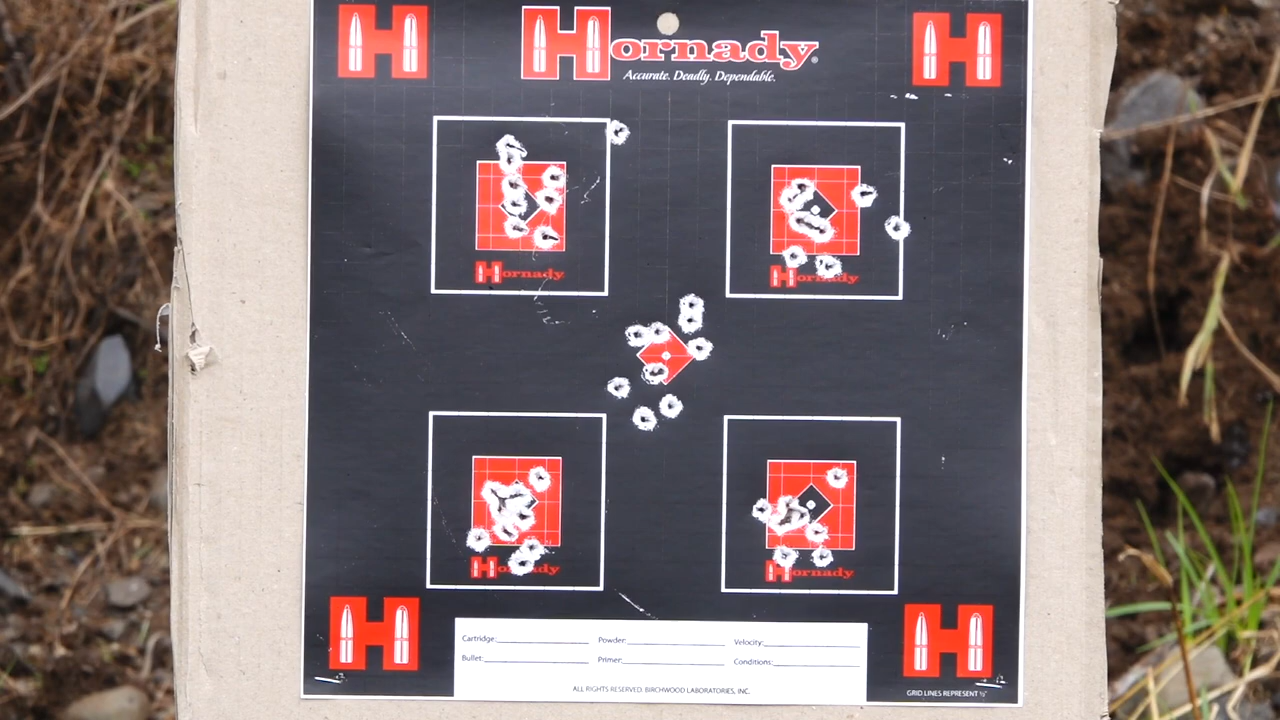 H
Hornady®
H
Accurate. Deadly. Dependable.
Hornady
Hornady
Hornady
Hornady
H
H
Cartridge: Powder: Velocity:
Bullet: Primer: Conditions:
ALL RIGHTS RESERVED. BIRCHWOOD LABORATORIES, INC.
GRID LINES REPRESENT ½"